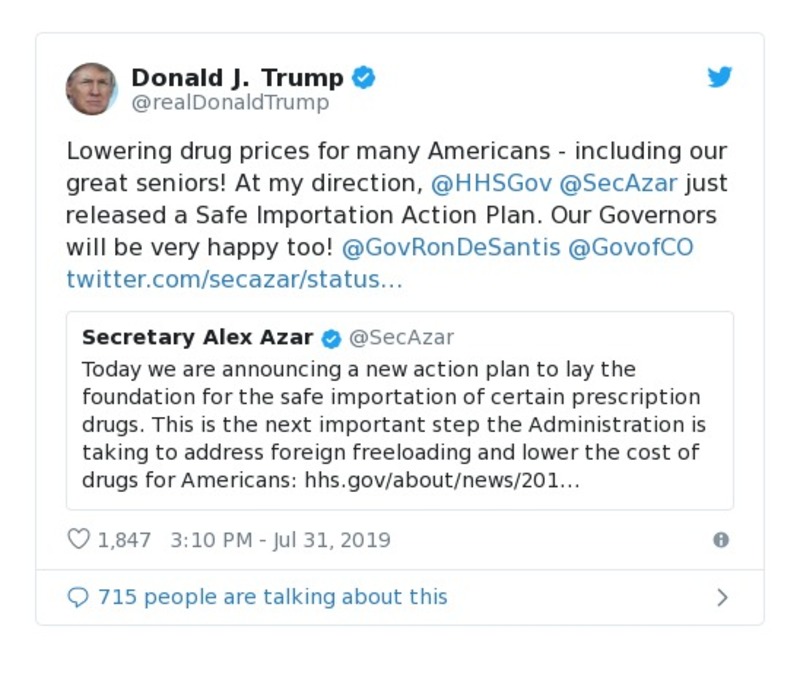 Donald J. Trump
@realDonaldTrump
Lowering drug prices for many Americans - including our
great seniors! At my direction, @HHSGov @SecAzar just
released a Safe Importation Action Plan. Our Governors
will be very happy too! @GovRonDeSantis @GovofCO
twitter.com/secazar/status…
Secretary Alex Azar @SecAzar
Today we are announcing a new action plan to lay the
foundation for the safe importation of certain prescription
drugs. This is the next important step the Administration is
taking to address foreign freeloading and lower the cost of
drugs for Americans: hhs.gov/about/news/201…
1,847 3:10 PM - Jul 31, 2019
715 people are talking about this